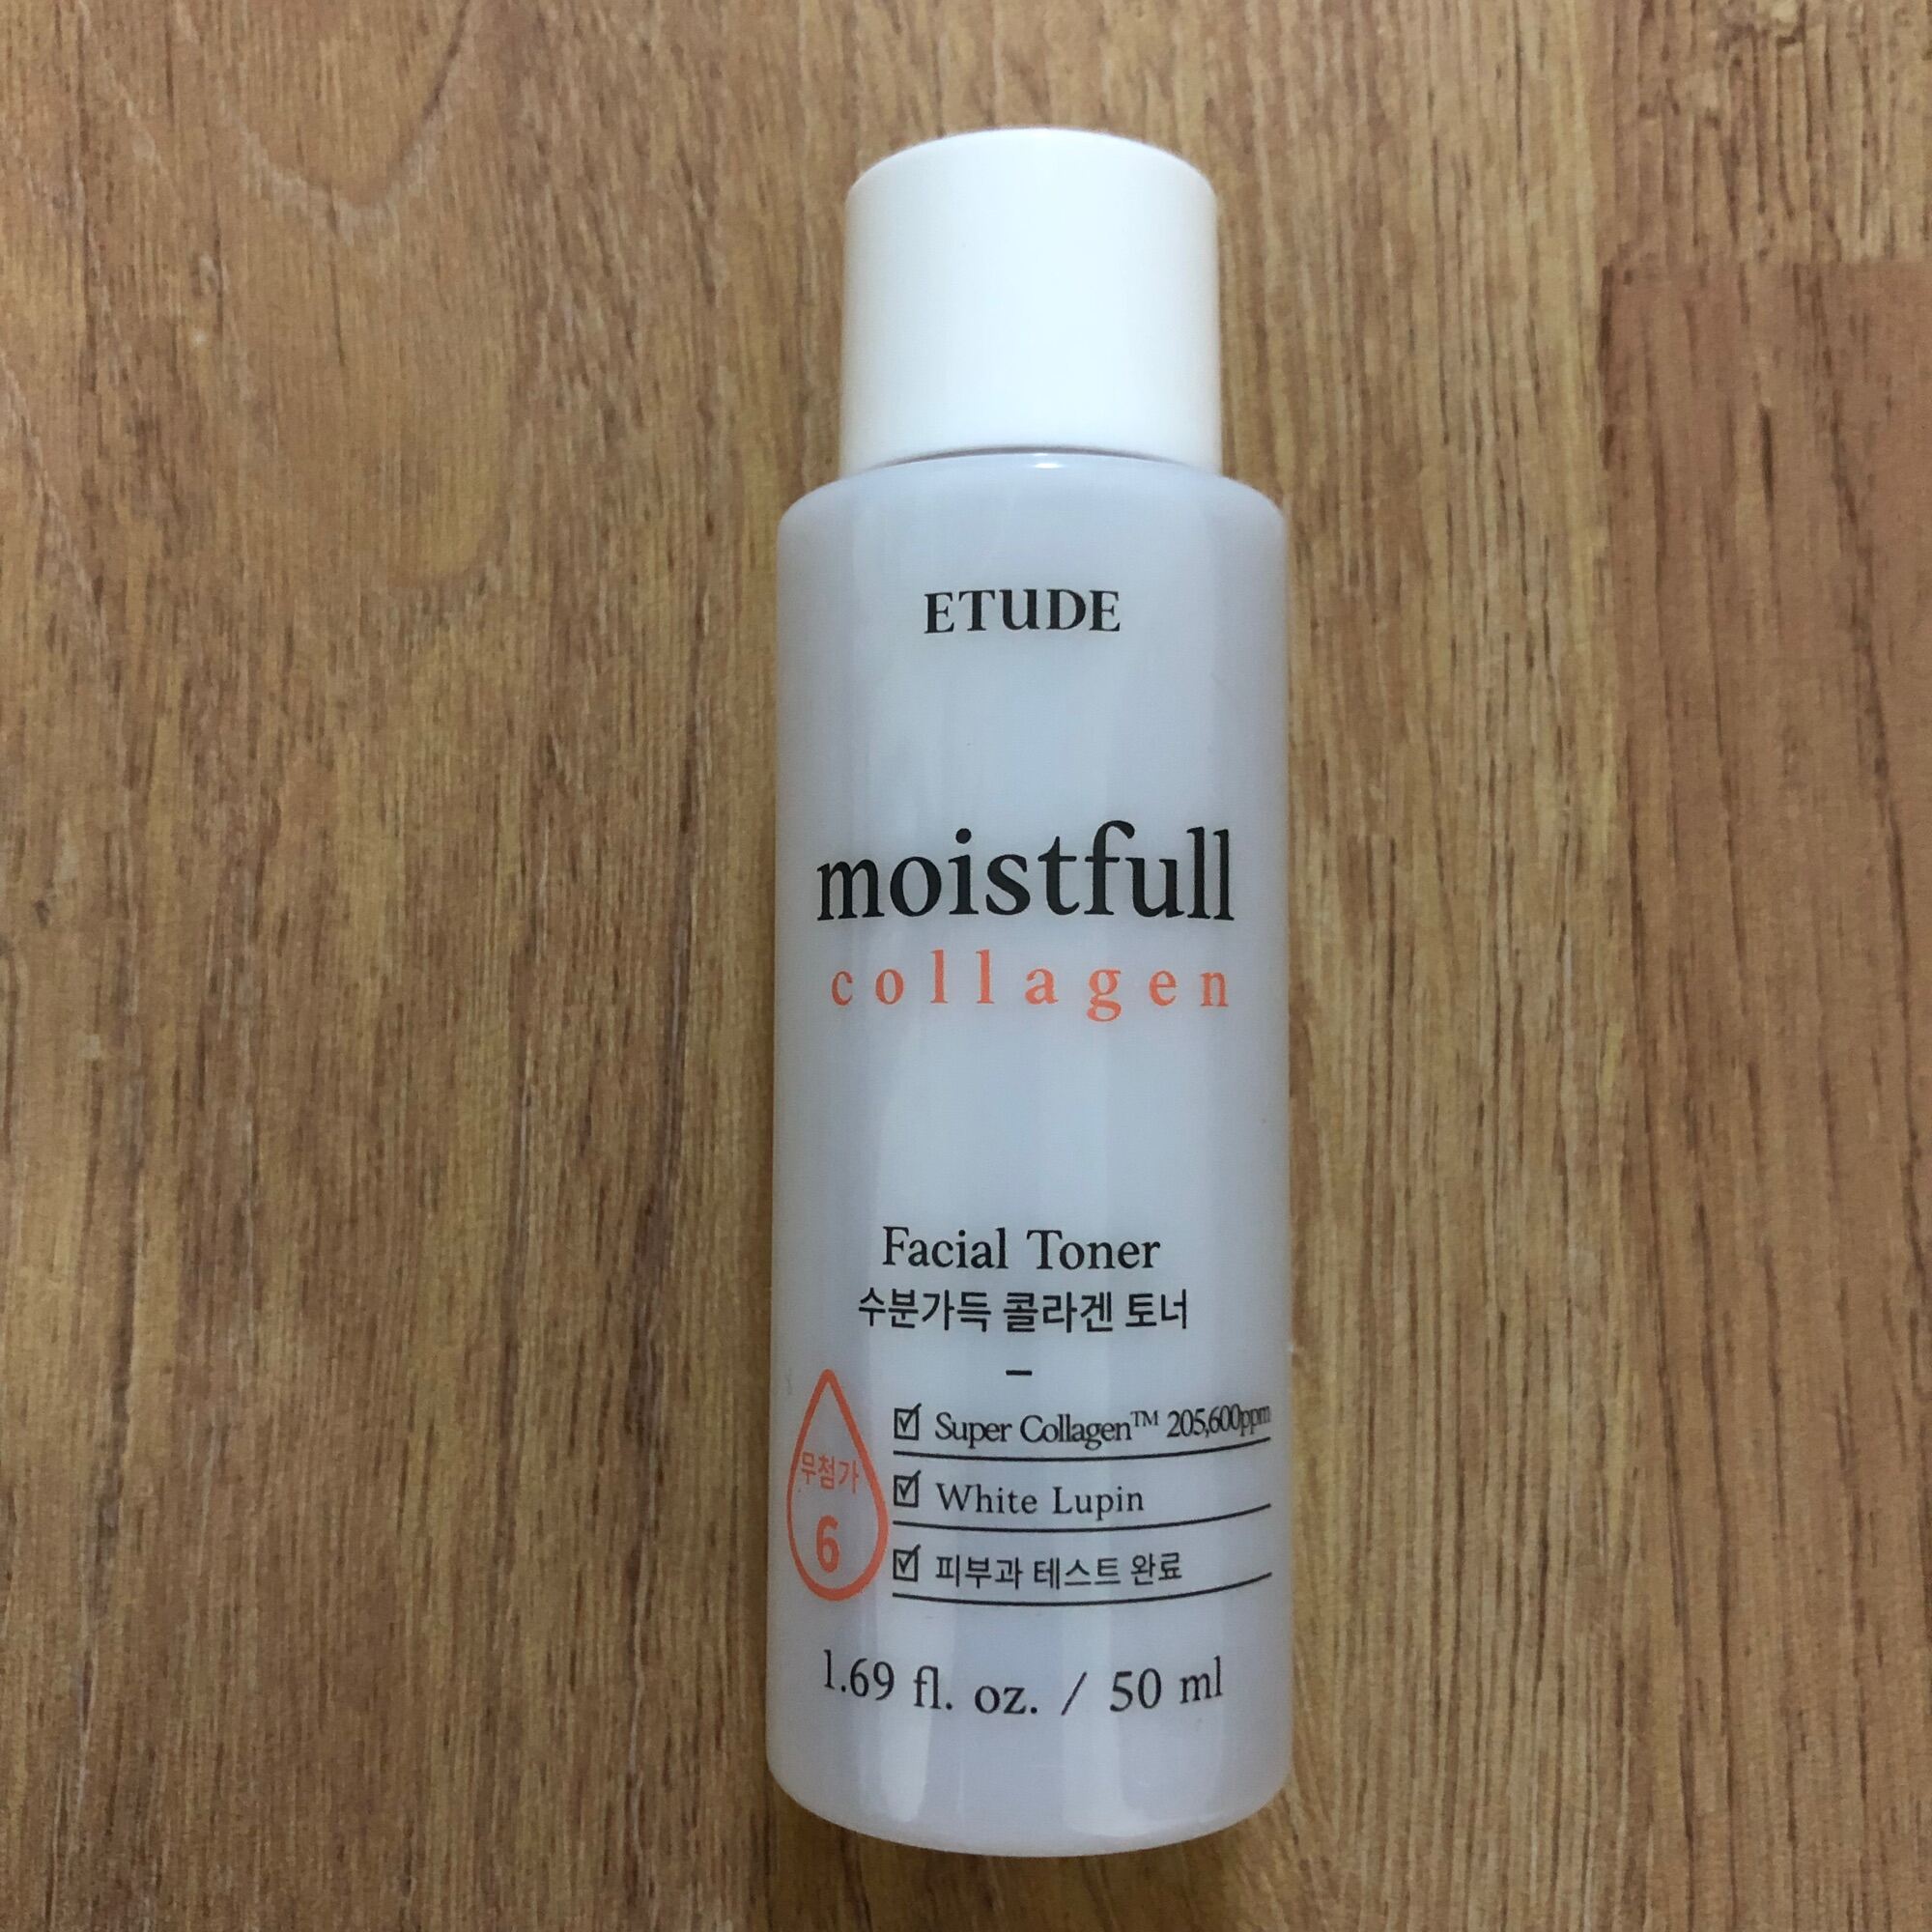 ETUDE
moistfull
collagen
Facial Toner
수분가득 콜라겐 토너
Super Collagen™ 205,600ppm
White Lupin
피부과 테스트 완료
무첨가
6
1.69 fl. oz. / 50 ml